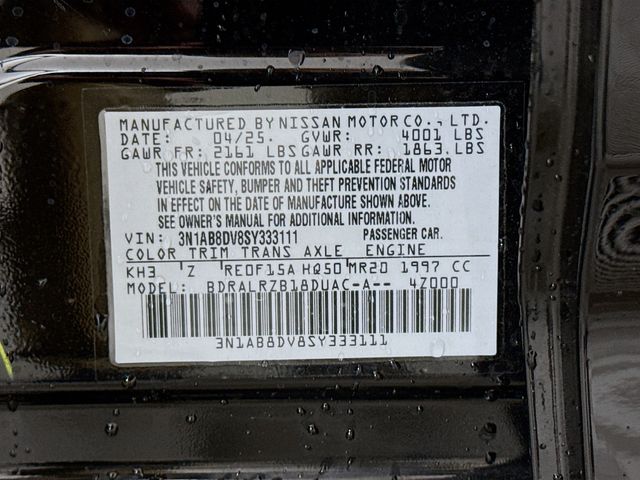 MANUFACTURED BY NISSAN MOTOR CO., LTD.
DATE: 04/25. GVWR: 4001 LBS
GAWR FR: 2161 LBS GAWR RR: 1863.LBS
THIS VEHICLE CONFORMS TO ALL APPLICABLE FEDERAL MOTOR
VEHICLE SAFETY, BUMPER AND THEFT PREVENTION STANDARDS
IN EFFECT ON THE DATE OF MANUFACTURE SHOWN ABOVE.
SEE OWNER'S MANUAL FOR ADDITIONAL INFORMATION.
VIN: 3N1AB8DV8SY333111 PASSENGER CAR.
COLOR TRIM TRANS AXLE ENGINE
KH3 Z RE0F15A HQ50 MR20 1997 CC
MODEL: BDRALRZB18DUAC-A-- 4Z000
3N1AB8DV8SY333111